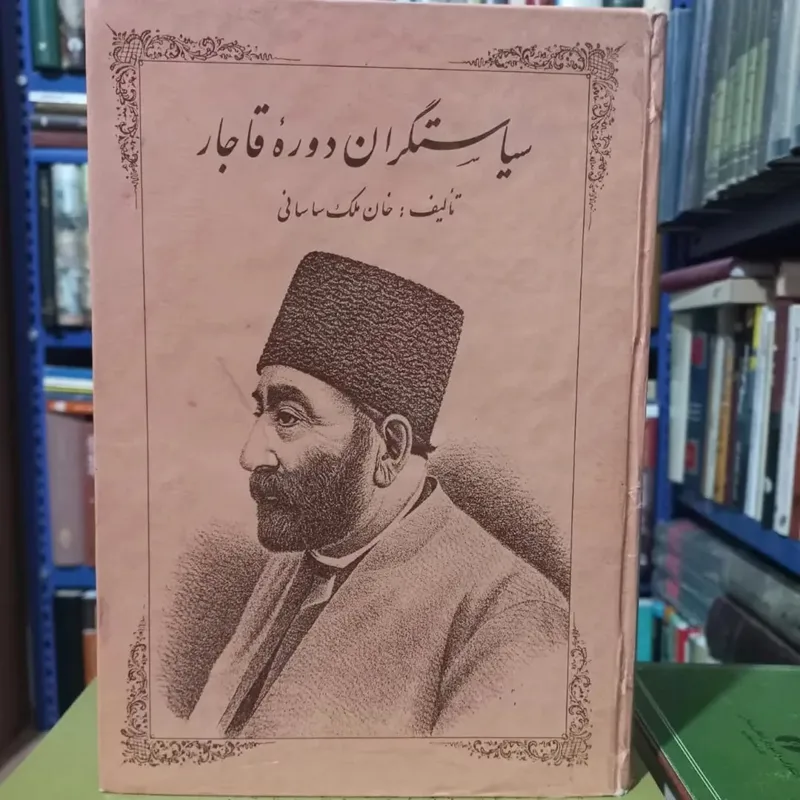 سیاستگران دورهٔ قاجار
تألیف : خان ملک ساسانی